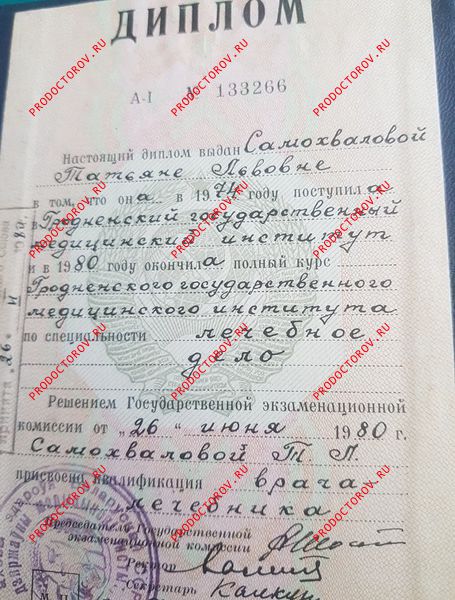 ДИПЛОМ
А-I № 133266
Настоящий диплом выдан Самохваловой
Татьяне Львовне
в том, что она в 1974 году поступила
в Гродненский государственный
медицинский институт
и в 1980 году окончила полный курс
Гродненского государственного
медицинского института
по специальности лечебное
дело
Решением Государственной экзаменационной
комиссии от „26“ июня 1980 г.
Самохваловой Т Л.
присвоена квалификация врача
лечебника
Председатель Государственной
экзаменационной комиссии
Ректор
Секретарь
М. П.
PRODOCTOROV.RU